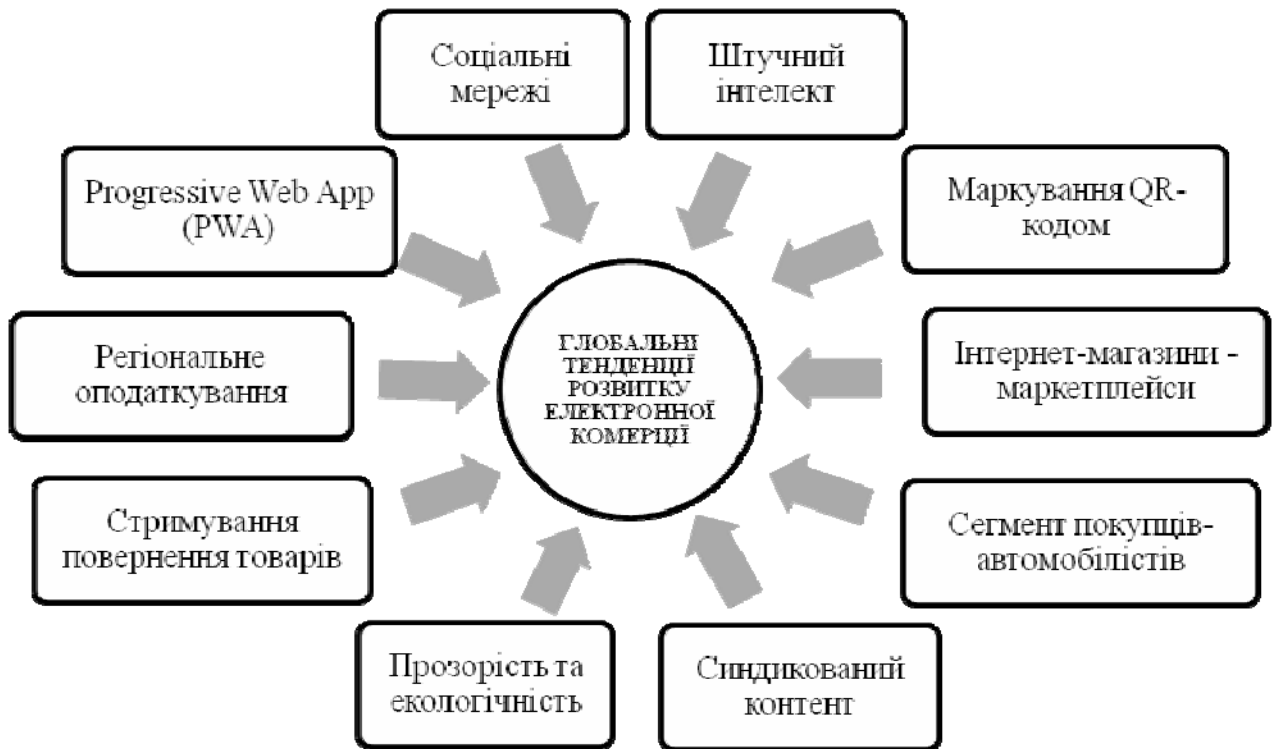 Соціальні
мережі
Штучний
інтелект
Progressive Web App
(PWA)
Маркування QR-
кодом
Регіональне
оподаткування
ГЛОБАЛЬНІ
ТЕНДЕНЦІЇ
РОЗВИТКУ
ЕЛЕКТРОННОЇ
КОМЕРЦІЇ
Інтернет-магазини -
маркетплейси
Стримування
повернення товарів
Сегмент покупців-
автомобілістів
Прозорість та
екологічність
Синдикований
контент